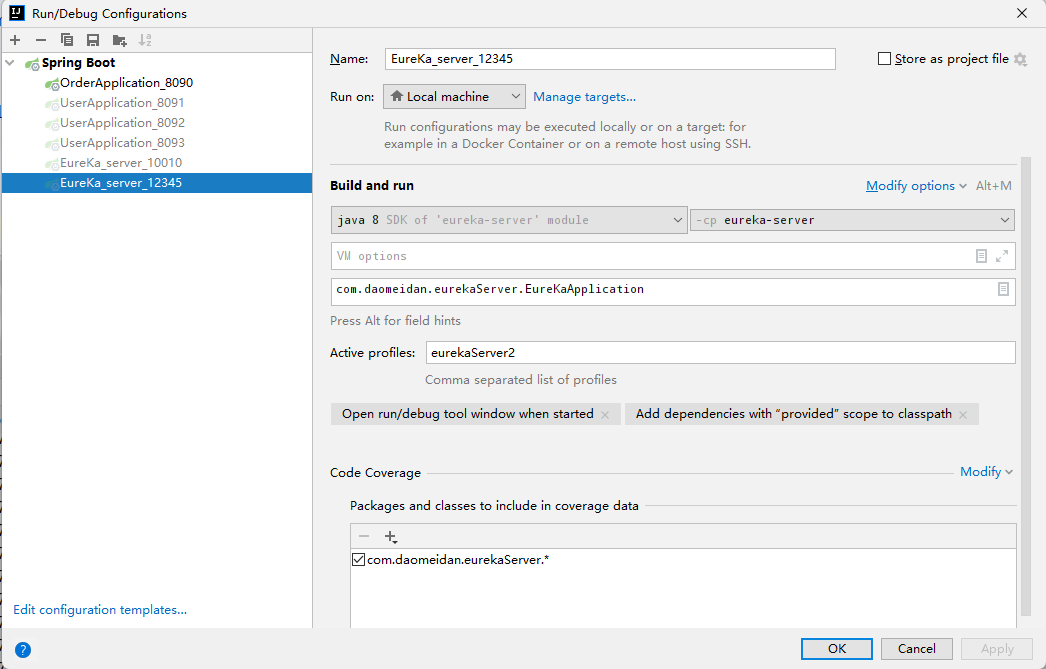 Run/Debug Configurations
Spring Boot
OrderApplication_8090
UserApplication_8091
UserApplication_8092
UserApplication_8093
EureKa_server_10010
EureKa_server_12345
Edit configuration templates...
Name: EureKa_server_12345 Store as project file
Run on: Local machine Manage targets...
Run configurations may be executed locally or on a target: for
example in a Docker Container or on a remote host using SSH.
Build and run Modify options Alt+M
java 8 SDK of 'eureka-server' module -cp eureka-server
VM options
com.daomeidan.eurekaServer.EureKaApplication
Press Alt for field hints
Active profiles: eurekaServer2
Comma separated list of profiles
Open run/debug tool window when started Add dependencies with “provided” scope to classpath
Code Coverage Modify
Packages and classes to include in coverage data
com.daomeidan.eurekaServer.*
? OK Cancel Apply